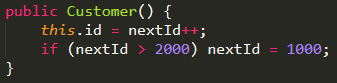 public Customer() {
    this.id = nextId++;
    if (nextId > 2000) nextId = 1000;
}